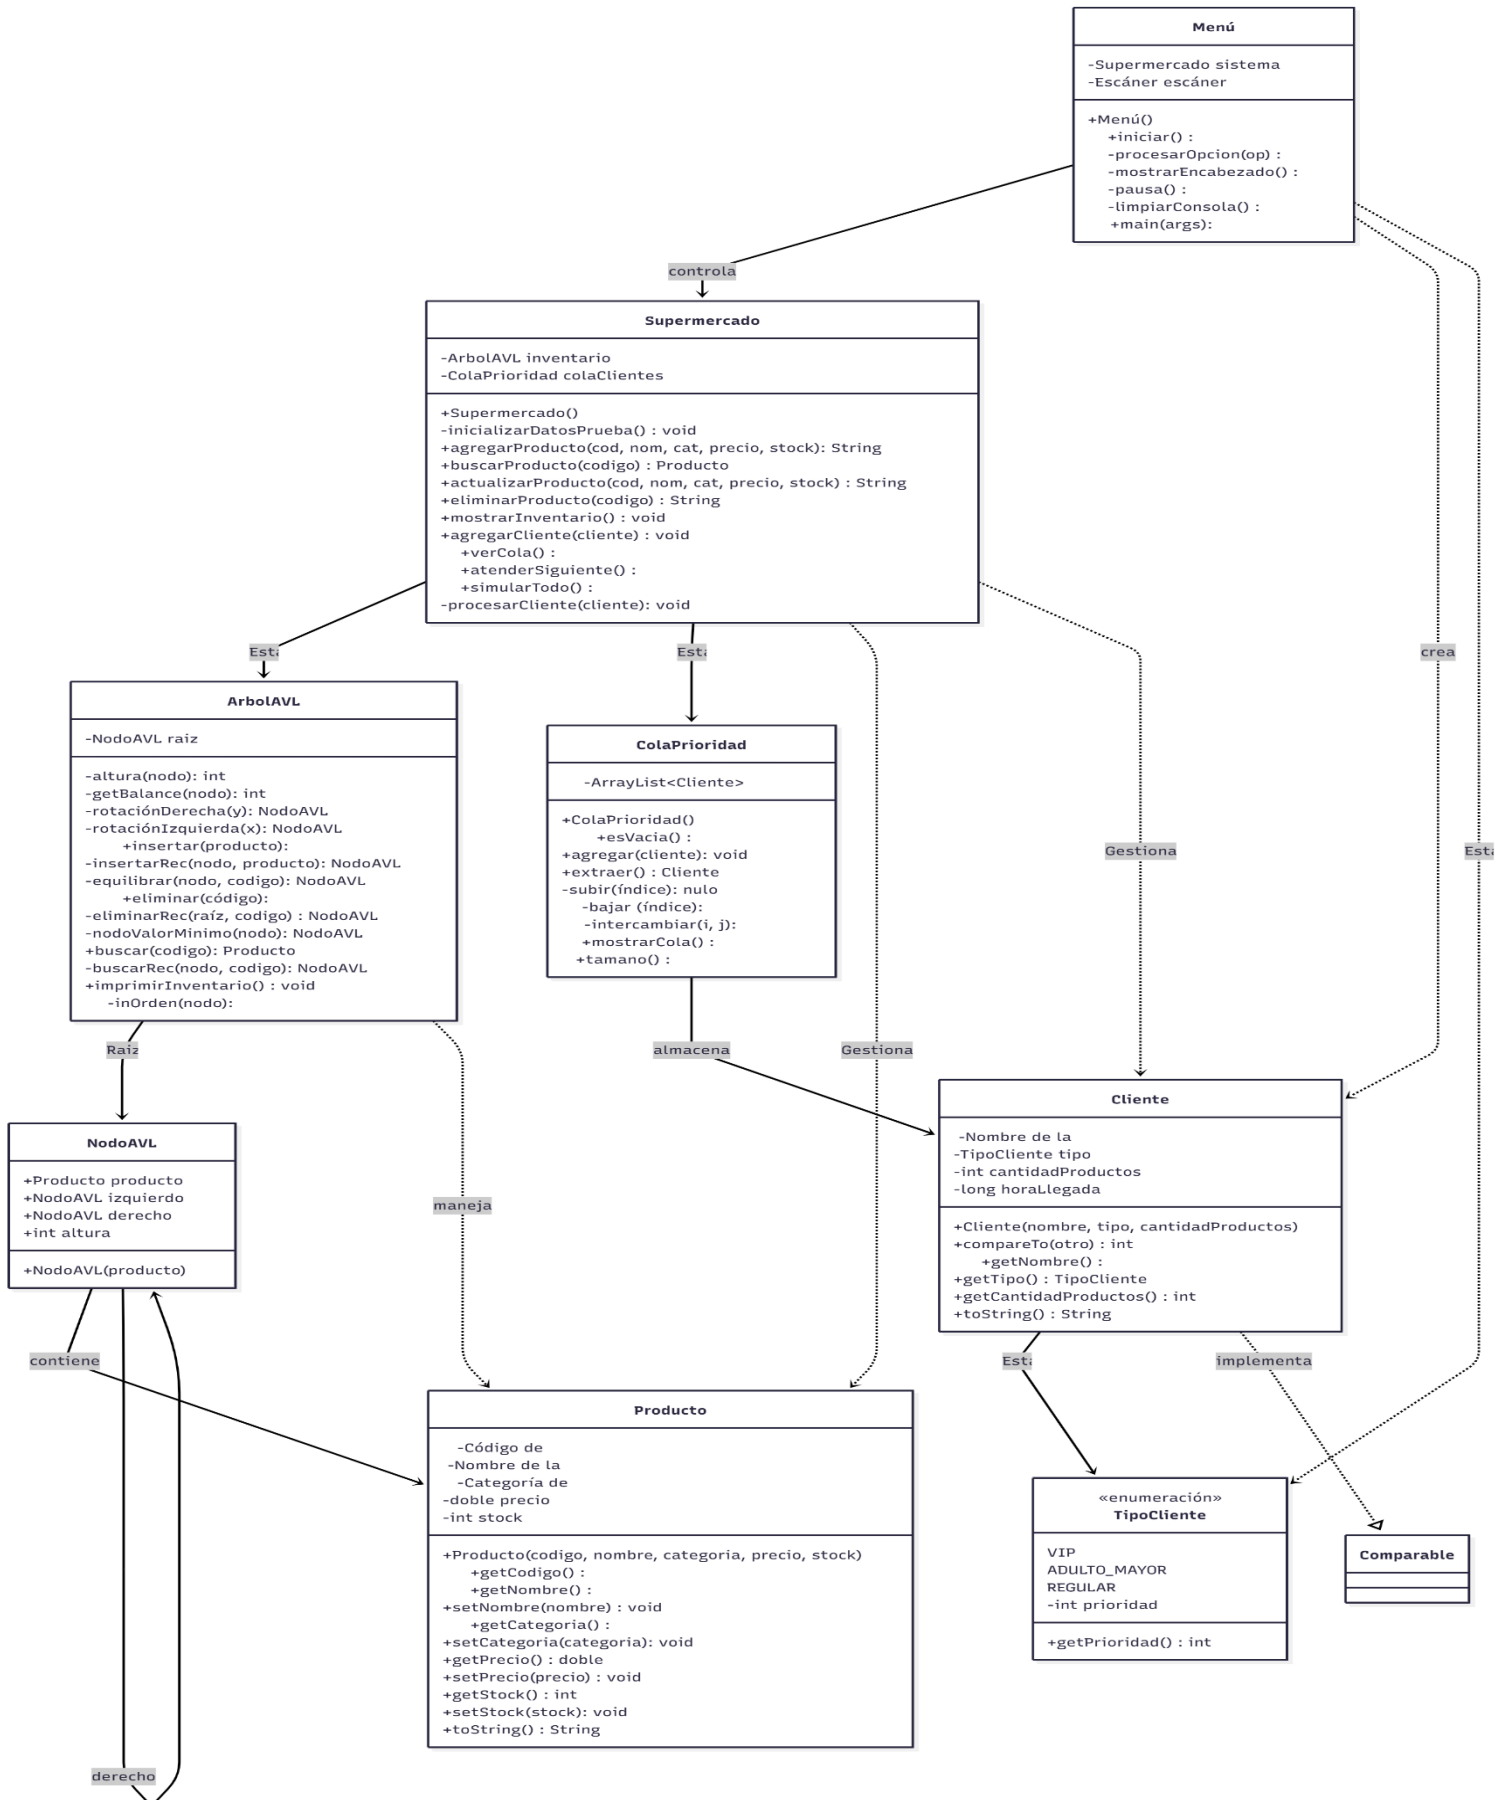 Menú
-Supermercado sistema
-Escáner escáner
+Menú()
+iniciar() :
-procesarOpcion(op) :
-mostrarEncabezado() :
-pausa() :
-limpiarConsola() :
+main(args):
controla
Supermercado
-ArbolAVL inventario
-ColaPrioridad colaClientes
+Supermercado()
-inicializarDatosPrueba() : void
+agregarProducto(cod, nom, cat, precio, stock): String
+buscarProducto(codigo) : Producto
+actualizarProducto(cod, nom, cat, precio, stock) : String
+eliminarProducto(codigo) : String
+mostrarInventario() : void
+agregarCliente(cliente) : void
+verCola() :
+atenderSiguiente() :
+simularTodo() :
-procesarCliente(cliente): void
Está
Está
crea
ArbolAVL
-NodoAVL raiz
-altura(nodo): int
-getBalance(nodo): int
-rotaciónDerecha(y): NodoAVL
-rotaciónIzquierda(x): NodoAVL
+insertar(producto):
-insertarRec(nodo, producto): NodoAVL
-equilibrar(nodo, codigo): NodoAVL
+eliminar(código):
-eliminarRec(raíz, codigo) : NodoAVL
-nodoValorMinimo(nodo): NodoAVL
+buscar(codigo): Producto
-buscarRec(nodo, codigo): NodoAVL
+imprimirInventario() : void
-inOrden(nodo):
ColaPrioridad
-ArrayList<Cliente>
+ColaPrioridad()
+esVacia() :
+agregar(cliente): void
+extraer() : Cliente
-subir(índice): nulo
-bajar (índice):
-intercambiar(i, j):
+mostrarCola() :
+tamano() :
Gestiona
Está
Raiz
almacena
Gestiona
NodoAVL
+Producto producto
+NodoAVL izquierdo
+NodoAVL derecho
+int altura
+NodoAVL(producto)
maneja
Cliente
-Nombre de la
-TipoCliente tipo
-int cantidadProductos
-long horaLlegada
+Cliente(nombre, tipo, cantidadProductos)
+compareTo(otro) : int
+getNombre() :
+getTipo() : TipoCliente
+getCantidadProductos() : int
+toString() : String
contiene
Está
implementa
Producto
-Código de
-Nombre de la
-Categoría de
-doble precio
-int stock
+Producto(codigo, nombre, categoria, precio, stock)
+getCodigo() :
+getNombre() :
+setNombre(nombre) : void
+getCategoria() :
+setCategoria(categoria): void
+getPrecio() : doble
+setPrecio(precio) : void
+getStock() : int
+setStock(stock): void
+toString() : String
«enumeración»
TipoCliente
VIP
ADULTO_MAYOR
REGULAR
-int prioridad
+getPrioridad() : int
Comparable
derecho